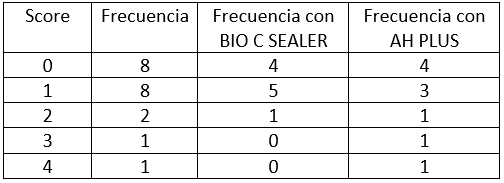 Score Frecuencia Frecuencia con BIO C SEALER Frecuencia con AH PLUS
0 8 4 4
1 8 5 3
2 2 1 1
3 1 0 1
4 1 0 1